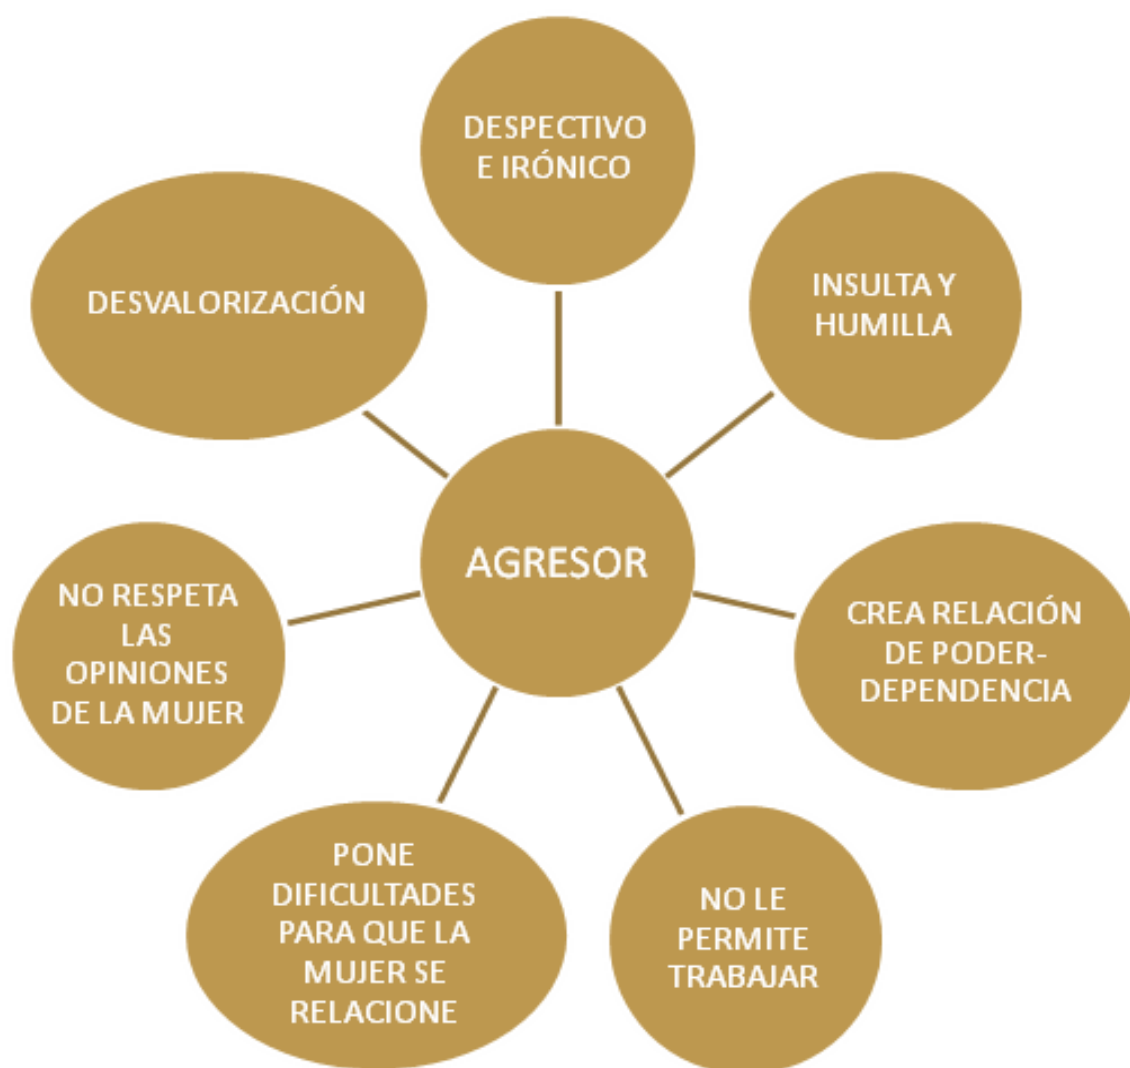 DESPECTIVO
E IRÓNICO
INSULTA Y
HUMILLA
CREA RELACIÓN
DE PODER-
DEPENDENCIA
NO LE
PERMITE
TRABAJAR
PONE
DIFICULTADES
PARA QUE LA
MUJER SE
RELACIONE
NO RESPETA
LAS
OPINIONES
DE LA MUJER
DESVALORIZACIÓN
AGRESOR